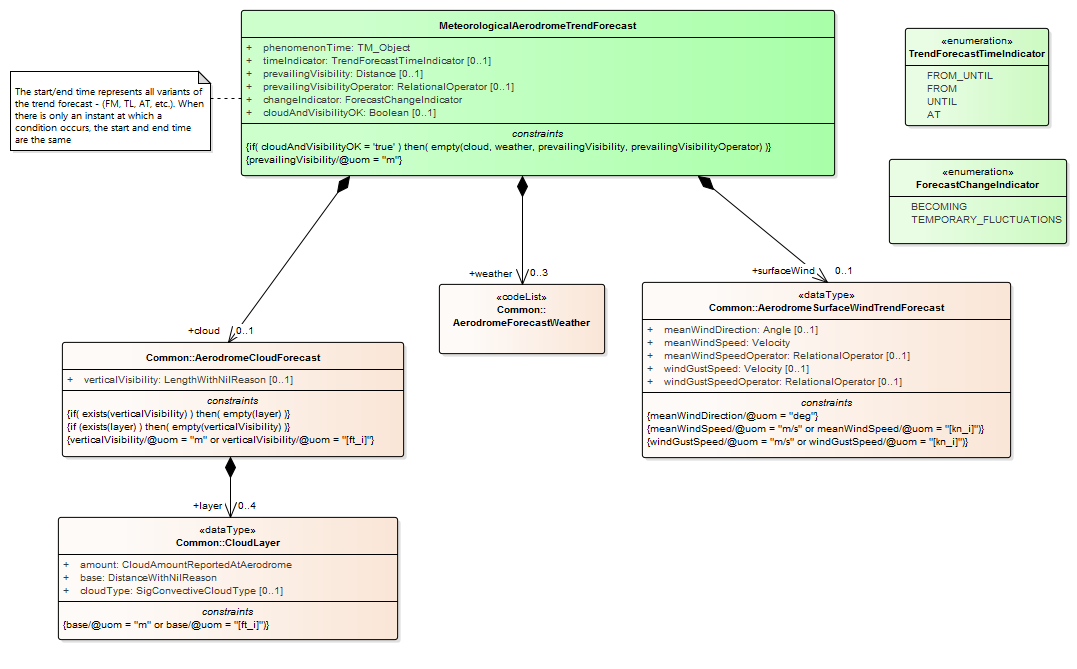 MeteorologicalAerodromeTrendForecast
+ phenomenonTime: TM_Object
+ timeIndicator: TrendForecastTimeIndicator [0..1]
+ prevailingVisibility: Distance [0..1]
+ prevailingVisibilityOperator: RelationalOperator [0..1]
+ changeIndicator: ForecastChangeIndicator
+ cloudAndVisibilityOK: Boolean [0..1]
constraints
{if( cloudAndVisibilityOK = 'true' ) then( empty(cloud, weather, prevailingVisibility, prevailingVisibilityOperator) )}
{prevailingVisibility/@uom = "m"}
The start/end time represents all variants of
the trend forecast - (FM, TL, AT, etc.). When
there is only an instant at which a
condition occurs, the start and end time
are the same
«enumeration»
TrendForecastTimeIndicator
FROM_UNTIL
FROM
UNTIL
AT
«enumeration»
ForecastChangeIndicator
BECOMING
TEMPORARY_FLUCTUATIONS
+weather 0..3
+surfaceWind 0..1
«codeList»
Common::
AerodromeForecastWeather
«dataType»
Common::AerodromeSurfaceWindTrendForecast
+ meanWindDirection: Angle [0..1]
+ meanWindSpeed: Velocity
+ meanWindSpeedOperator: RelationalOperator [0..1]
+ windGustSpeed: Velocity [0..1]
+ windGustSpeedOperator: RelationalOperator [0..1]
constraints
{meanWindDirection/@uom = "deg"}
{meanWindSpeed/@uom = "m/s" or meanWindSpeed/@uom = "[kn_i]")}
{windGustSpeed/@uom = "m/s" or windGustSpeed/@uom = "[kn_i]")}
+cloud 0..1
Common::AerodromeCloudForecast
+ verticalVisibility: LengthWithNilReason [0..1]
constraints
{if( exists(verticalVisibility) ) then( empty(layer) )}
{if (exists(layer) ) then( empty(verticalVisibility) )}
{verticalVisibility/@uom = "m" or verticalVisibility/@uom = "[ft_i]"}
+layer 0..4
«dataType»
Common::CloudLayer
+ amount: CloudAmountReportedAtAerodrome
+ base: DistanceWithNilReason
+ cloudType: SigConvectiveCloudType [0..1]
constraints
{base/@uom = "m" or base/@uom = "[ft_i]")}